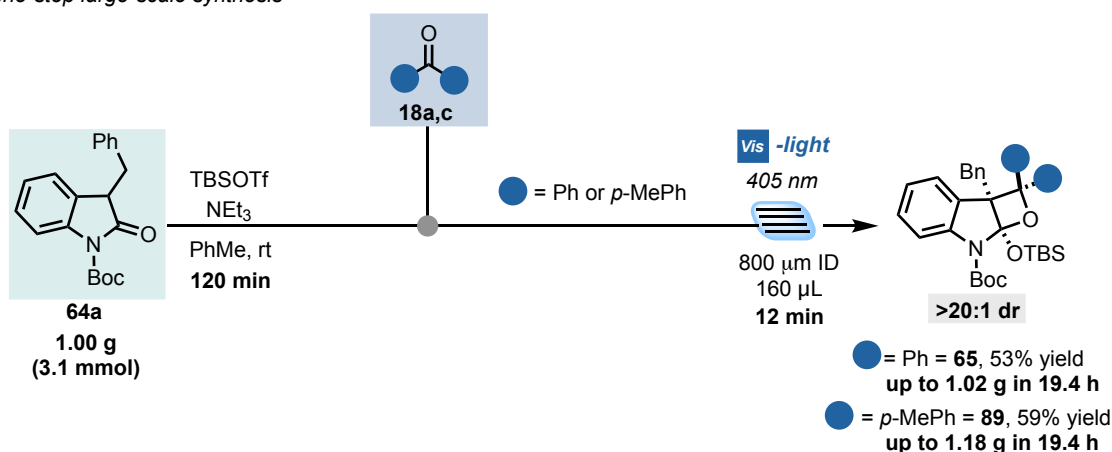 one-step large-scale synthesis
O
18a,c
Ph
O
N
Boc
64a
1.00 g
(3.1 mmol)
TBSOTf
NEt₃
PhMe, rt
120 min
= Ph or p-MePh
Vis -light
405 nm
800 μm ID
160 μL
12 min
Bn
O
OTBS
N
Boc
>20:1 dr
= Ph = 65, 53% yield
up to 1.02 g in 19.4 h
= p-MePh = 89, 59% yield
up to 1.18 g in 19.4 h